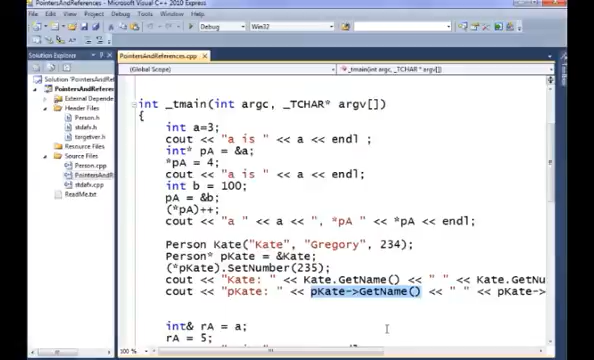 PointersAndReferences - Microsoft Visual C++ 2010 Express
File Edit View Project Debug Tools Window Help
Debug Win32
Solution Explorer
PointersAndReferences.cpp
(Global Scope) _tmain(int argc, _TCHAR* argv[])
Solution 'PointersAndR
PointersAndReferen
External Depende
Header Files
Person.h
stdafx.h
targetver.h
Resource Files
Source Files
Person.cpp
PointersAndR
stdafx.cpp
ReadMe.txt
int _tmain(int argc, _TCHAR* argv[])
{
int a=3;
cout << "a is " << a << endl ;
int* pA = &a;
*pA = 4;
cout << "a is " << a << endl;
int b = 100;
pA = &b;
(*pA)++;
cout << "a " << a << ", *pA " << *pA << endl;
Person Kate("Kate", "Gregory", 234);
Person* pKate = &Kate;
(*pKate).SetNumber(235);
cout << "Kate: " << Kate.GetName() << " " << Kate.GetNu
cout << "pKate: " << pKate->GetName() << " " << pKate->
int& rA = a;
rA = 5;
100 %